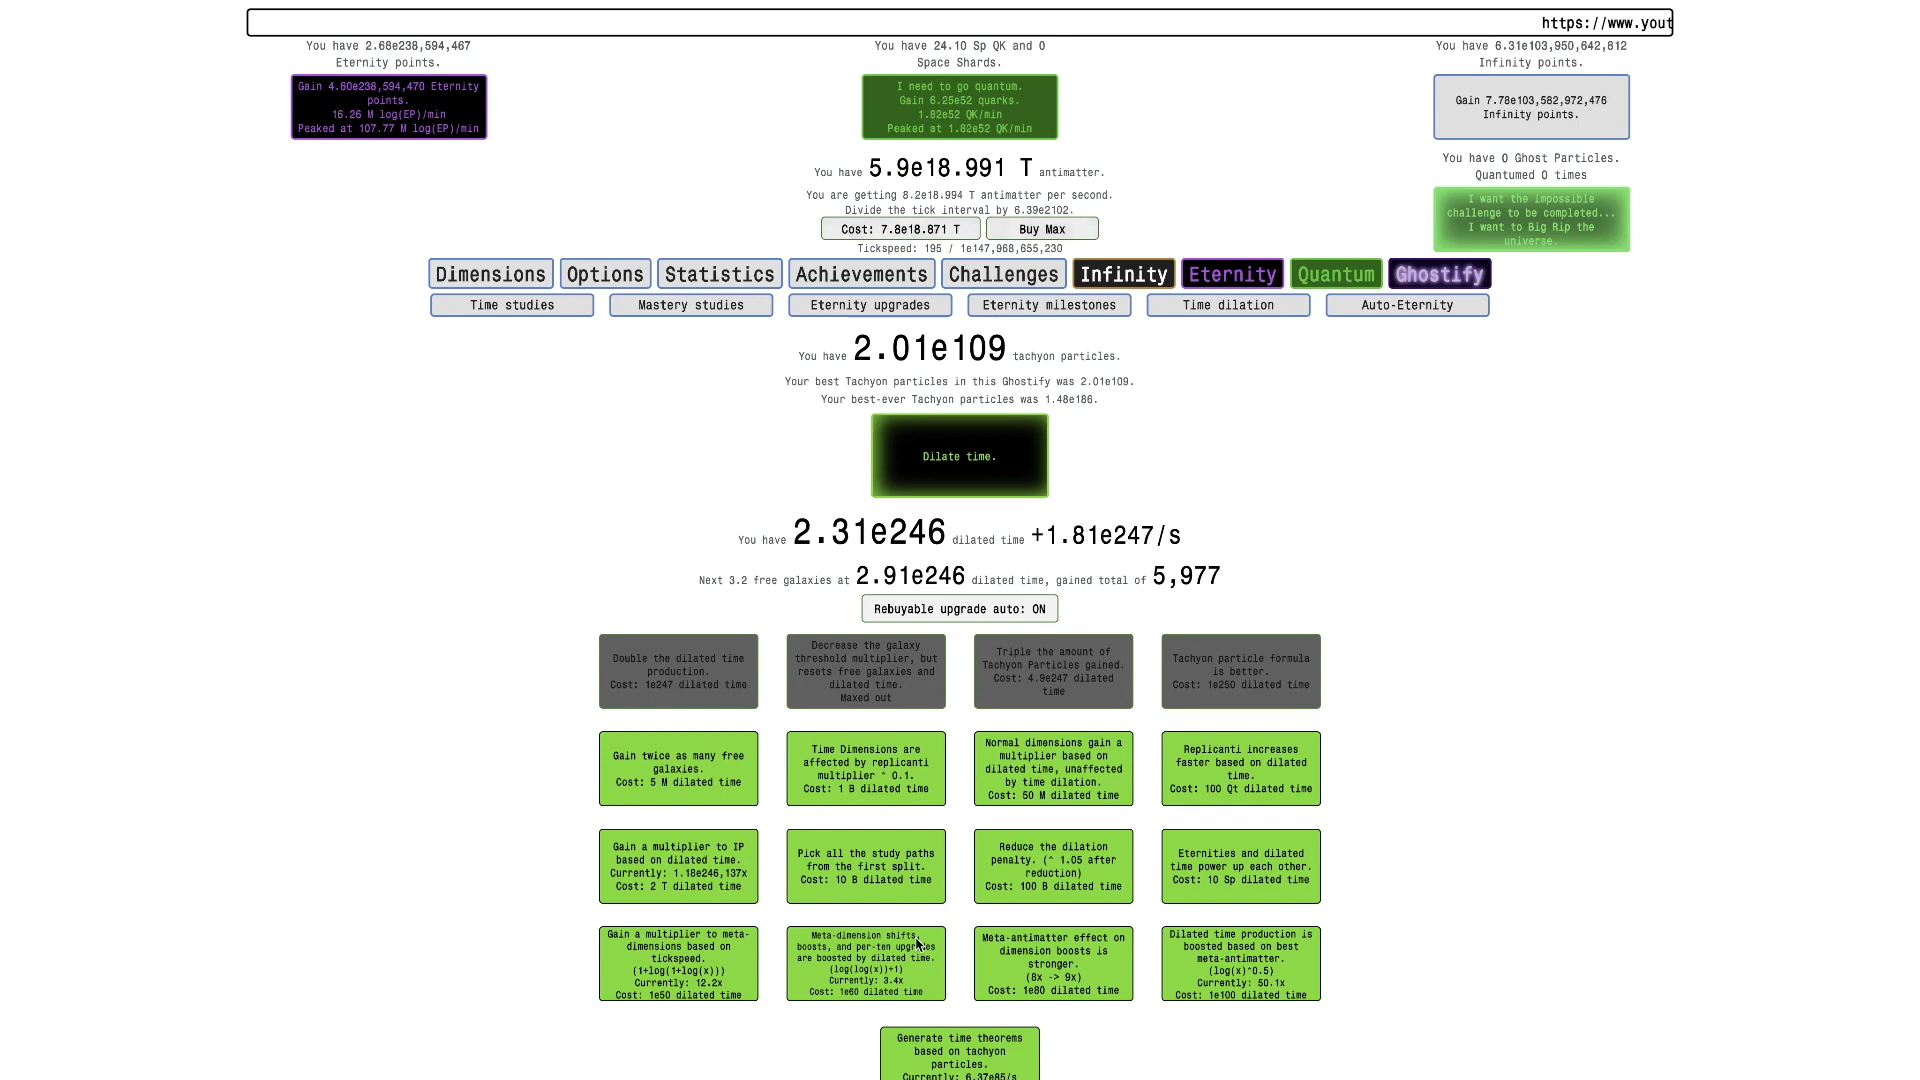 https://www.yout
You have 2.68e238,594,467
Eternity points.
Gain 4.60e238,594,470 Eternity
points.
16.26 M log(EP)/min
Peaked at 107.77 M log(EP)/min
You have 24.10 Sp QK and 0
Space Shards.
I need to go quantum.
Gain 6.25e52 quarks.
1.82e52 QK/min
Peaked at 1.82e52 QK/min
You have 6.31e103,950,642,812
Infinity points.
Gain 7.78e103,582,972,476
Infinity points.
You have 0 Ghost Particles.
Quantumed 0 times
I want the impossible
challenge to be completed...
I want to Big Rip the
universe.
You have 5.9e18.991 T antimatter.
You are getting 8.2e18.994 T antimatter per second.
Divide the tick interval by 6.39e2102.
Cost: 7.8e18.871 T
Buy Max
Tickspeed: 195 / 1e147,968,655,230
Dimensions
Options
Statistics
Achievements
Challenges
Infinity
Eternity
Quantum
Ghostify
Time studies
Mastery studies
Eternity upgrades
Eternity milestones
Time dilation
Auto-Eternity
You have 2.01e109 tachyon particles.
Your best Tachyon particles in this Ghostify was 2.01e109.
Your best-ever Tachyon particles was 1.48e186.
Dilate time.
You have 2.31e246 dilated time +1.81e247/s
Next 3.2 free galaxies at 2.91e246 dilated time, gained total of 5,977
Rebuyable upgrade auto: ON
Double the dilated time
production.
Cost: 1e247 dilated time
Decrease the galaxy
threshold multiplier, but
resets free galaxies and
dilated time.
Maxed out
Triple the amount of
Tachyon Particles gained.
Cost: 4.9e247 dilated
time
Tachyon particle formula
is better.
Cost: 1e250 dilated time
Gain twice as many free
galaxies.
Cost: 5 M dilated time
Time Dimensions are
affected by replicanti
multiplier ^ 0.1.
Cost: 1 B dilated time
Normal dimensions gain a
multiplier based on
dilated time, unaffected
by time dilation.
Cost: 50 M dilated time
Replicanti increases
faster based on dilated
time.
Cost: 100 Qt dilated time
Gain a multiplier to IP
based on dilated time.
Currently: 1.18e246,137x
Cost: 2 T dilated time
Pick all the study paths
from the first split.
Cost: 10 B dilated time
Reduce the dilation
penalty. (^ 1.05 after
reduction)
Cost: 100 B dilated time
Eternities and dilated
time power up each other.
Cost: 10 Sp dilated time
Gain a multiplier to meta-
dimensions based on
tickspeed.
(1+log(1+log(x)))
Currently: 12.2x
Cost: 1e50 dilated time
Meta-dimension shifts,
boosts, and per-ten upgrades
are boosted by dilated time.
(log(log(x))+1)
Currently: 3.4x
Cost: 1e60 dilated time
Meta-antimatter effect on
dimension boosts is
stronger.
(8x -> 9x)
Cost: 1e80 dilated time
Dilated time production is
boosted based on best
meta-antimatter.
(log(x)^0.5)
Currently: 50.1x
Cost: 1e100 dilated time
Generate time theorems
based on tachyon
particles.
Currently: 6.37e85/s